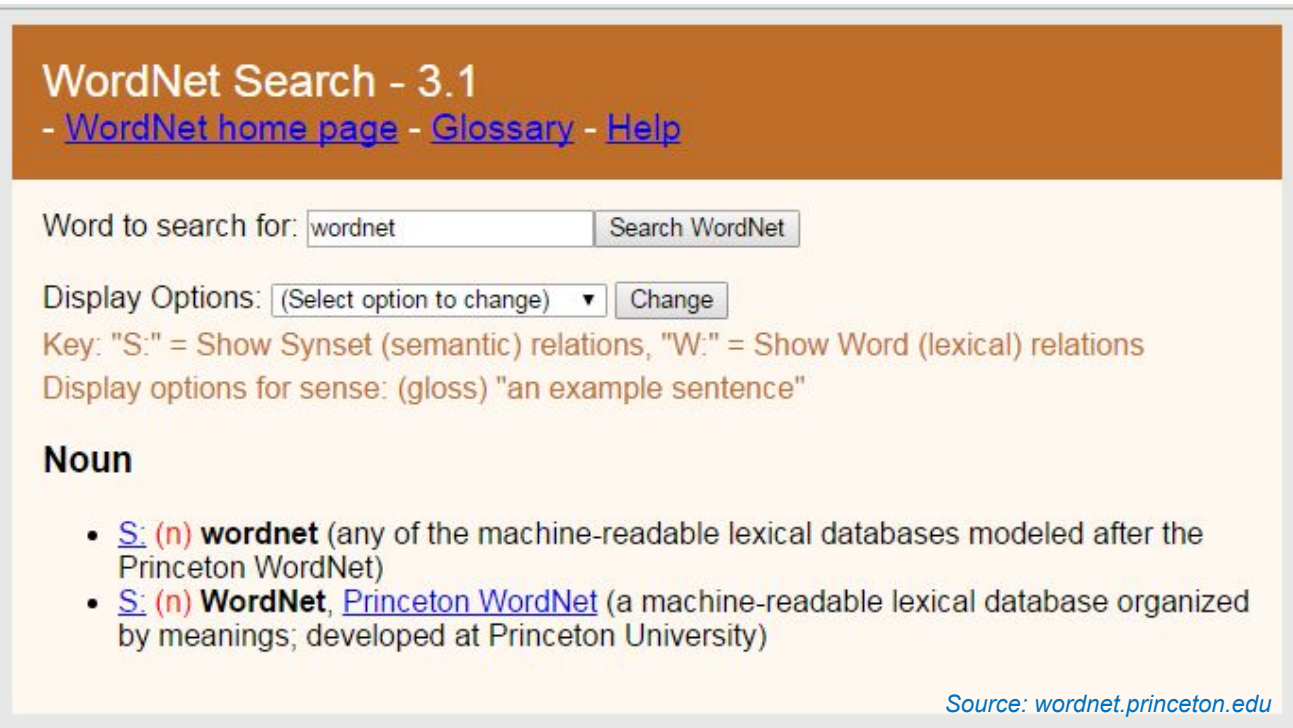 WordNet Search - 3.1
- WordNet home page - Glossary - Help
Word to search for: wordnet Search WordNet
Display Options: (Select option to change) Change
Key: "S:" = Show Synset (semantic) relations, "W:" = Show Word (lexical) relations
Display options for sense: (gloss) "an example sentence"
Noun
• S: (n) wordnet (any of the machine-readable lexical databases modeled after the
Princeton WordNet)
• S: (n) WordNet, Princeton WordNet (a machine-readable lexical database organized
by meanings; developed at Princeton University)
Source: wordnet.princeton.edu